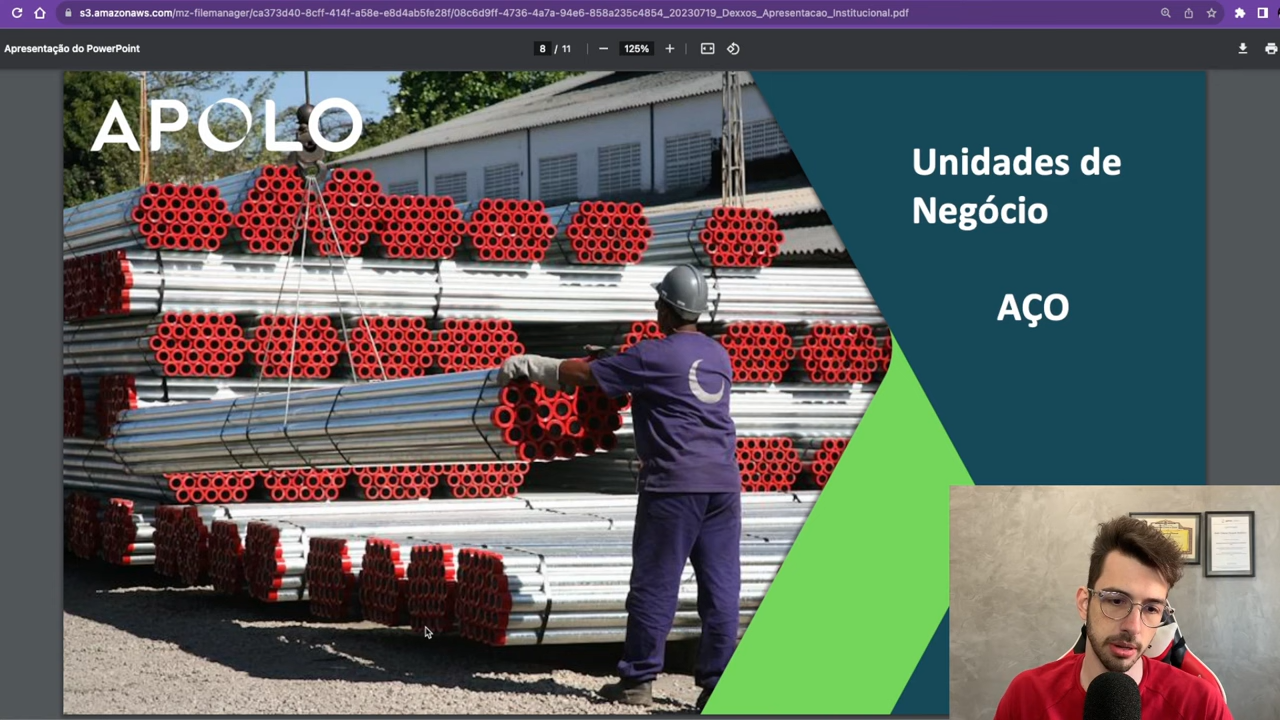 s3.amazonaws.com/mz-filemanager/ca373d40-8cff-414f-a58e-e8d4ab5fe28f/08c6d9ff-4736-4a7a-94e6-858a235c4854_20230719_Dexxos_Apresentacao_Institucional.pdf
Apresentação do PowerPoint
8 / 11
125%
APOLO
Unidades de
Negócio
AÇO